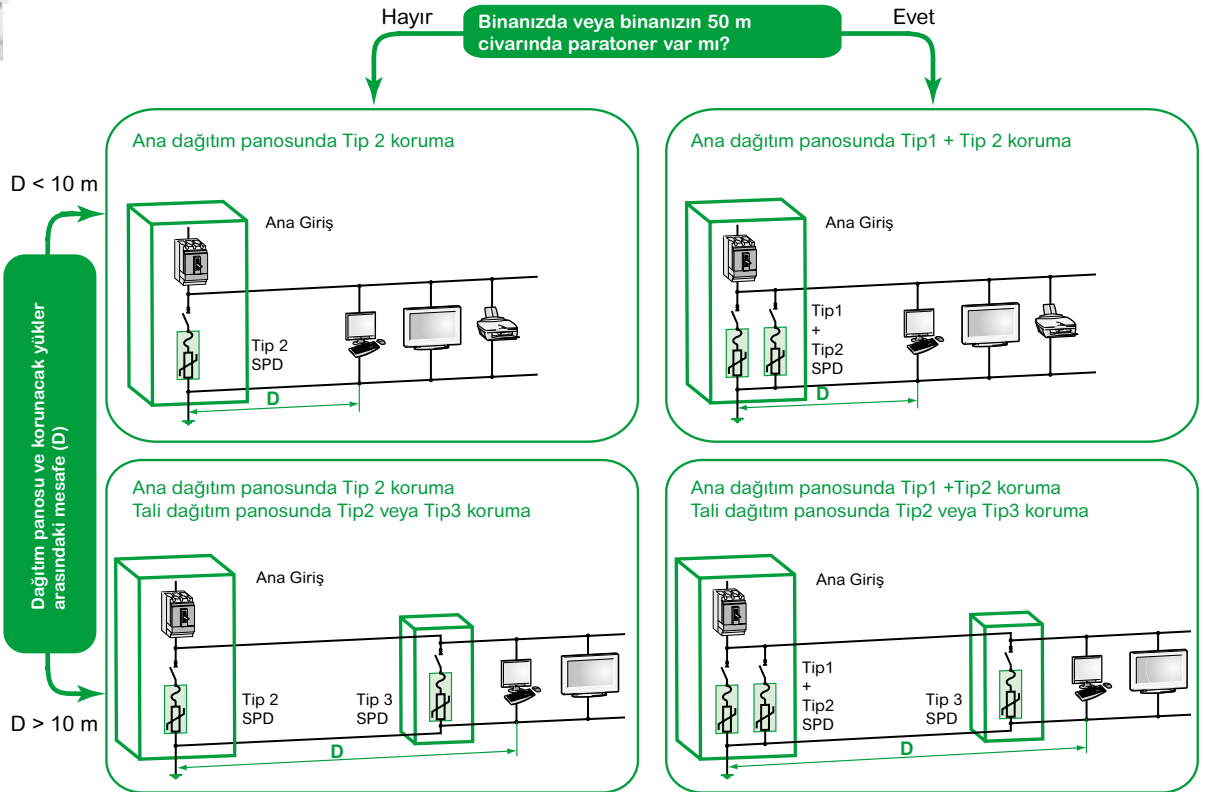 Hayır
Binanızda veya binanızın 50 m
civarında paratoner var mı?
Evet
Ana dağıtım panosunda Tip 2 koruma
Ana dağıtım panosunda Tip1 + Tip 2 koruma
D < 10 m
Ana Giriş
Tip 2
SPD
D
Ana Giriş
Tip1
+
Tip2
SPD
D
Dağıtım panosu ve korunacak yükler
arasındaki mesafe (D)
Ana dağıtım panosunda Tip 2 koruma
Tali dağıtım panosunda Tip2 veya Tip3 koruma
Ana dağıtım panosunda Tip1 +Tip2 koruma
Tali dağıtım panosunda Tip2 veya Tip3 koruma
D > 10 m
Ana Giriş
Tip 2
SPD
Tip 3
SPD
D
Ana Giriş
Tip1
+
Tip2
SPD
Tip 3
SPD
D